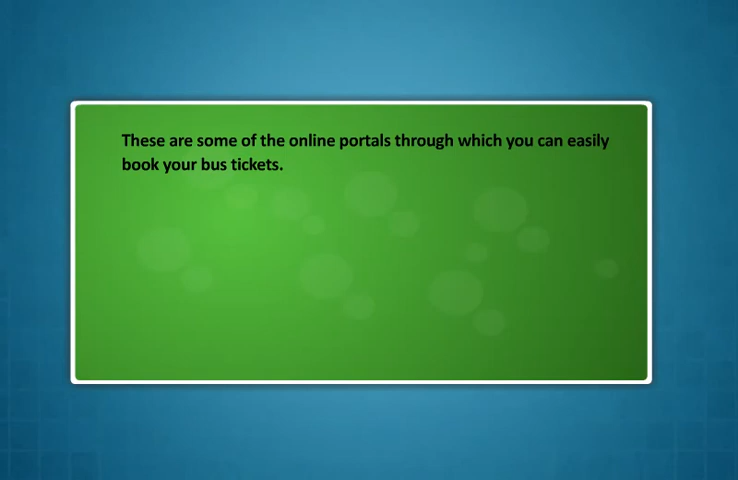 These are some of the online portals through which you can easily
book your bus tickets.